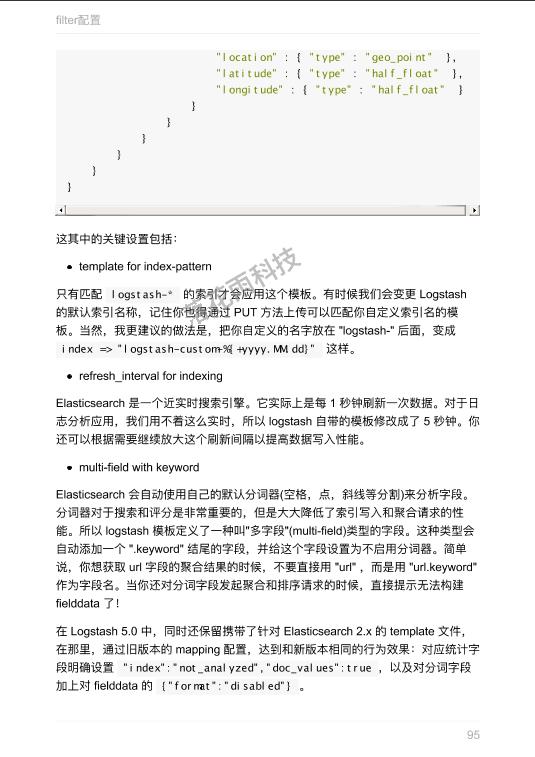 filter配置
"location" : { "type" : "geo_point" },
"latitude" : { "type" : "half_float" },
"longitude" : { "type" : "half_float" }
}
}
}
}
}
}
这其中的关键设置包括：
• template for index-pattern
只有匹配 logstash-* 的索引才会应用这个模板。有时候我们会变更 Logstash
的默认索引名称，记住你也得通过 PUT 方法上传可以匹配你自定义索引名的模
板。当然，我更建议的做法是，把你自定义的名字放在 "logstash-" 后面，变成
index => "logstash-custom-%{+yyyy.MM.dd}" 这样。
• refresh_interval for indexing
Elasticsearch 是一个近实时搜索引擎。它实际上是每 1 秒钟刷新一次数据。对于日
志分析应用，我们用不着这么实时，所以 logstash 自带的模板修改成了 5 秒钟。你
还可以根据需要继续放大这个刷新间隔以提高数据写入性能。
• multi-field with keyword
Elasticsearch 会自动使用自己的默认分词器(空格，点，斜线等分割)来分析字段。
分词器对于搜索和评分是非常重要的，但是大大降低了索引写入和聚合请求的性
能。所以 logstash 模板定义了一种叫"多字段"(multi-field)类型的字段。这种类型会
自动添加一个 ".keyword" 结尾的字段，并给这个字段设置为不启用分词器。简单
说，你想获取 url 字段的聚合结果的时候，不要直接用 "url" ，而是用 "url.keyword"
作为字段名。当你还对分词字段发起聚合和排序请求的时候，直接提示无法构建
fielddata 了！
在 Logstash 5.0 中，同时还保留携带了针对 Elasticsearch 2.x 的 template 文件，
在那里，通过旧版本的 mapping 配置，达到和新版本相同的行为效果：对应统计字
段明确设置 "index":"not_analyzed","doc_values":true ，以及对分词字段
加上对 fielddata 的 {"format":"disabled"} 。
落花雨科技
95